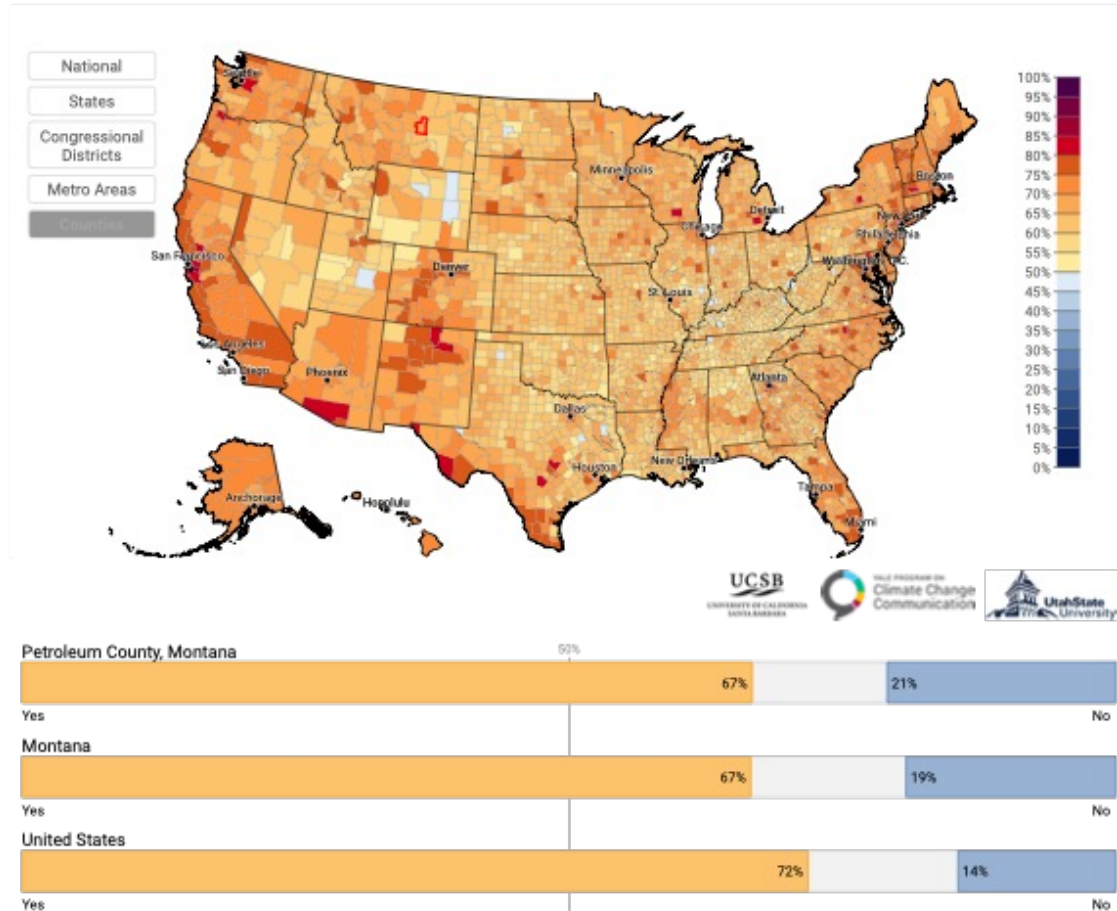 National
States
Congressional
Districts
Metro Areas
Counties
Seattle
San Francisco
Los Angeles
San Diego
Phoenix
Denver
Minneapolis
Chicago
Detroit
St. Louis
Dallas
Houston
New Orleans
Atlanta
Tampa
Miami
Boston
New York
Philadelphia
Washington, D.C.
Anchorage
Honolulu
100%
95%
90%
85%
80%
75%
70%
65%
60%
55%
50%
45%
40%
35%
30%
25%
20%
15%
10%
5%
0%
UCSB
UNIVERSITY OF CALIFORNIA
SANTA BARBARA
YALE PROGRAM ON
Climate Change
Communication
UtahState
University
Petroleum County, Montana
50%
67% 21%
Yes No
Montana
67% 19%
Yes No
United States
72% 14%
Yes No